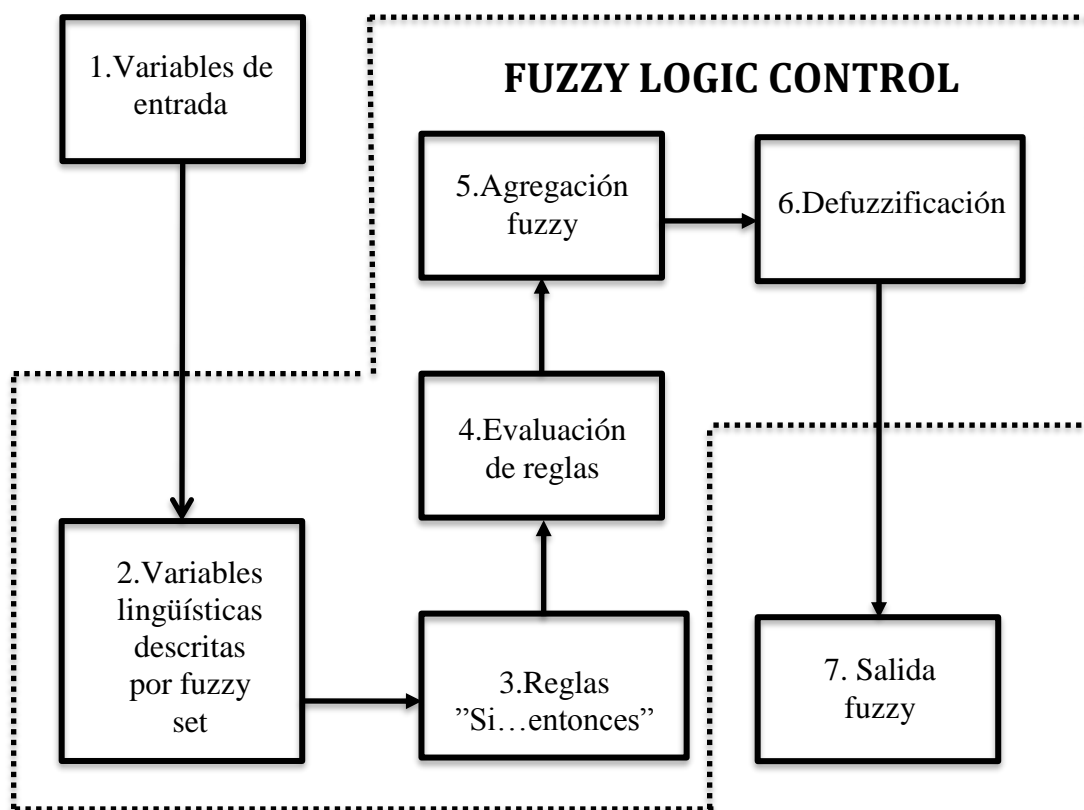 1.Variables de
entrada
FUZZY LOGIC CONTROL
5.Agregación
fuzzy
6.Defuzzificación
4.Evaluación
de reglas
2.Variables
lingüísticas
descritas
por fuzzy
set
3.Reglas
”Si…entonces”
7. Salida
fuzzy